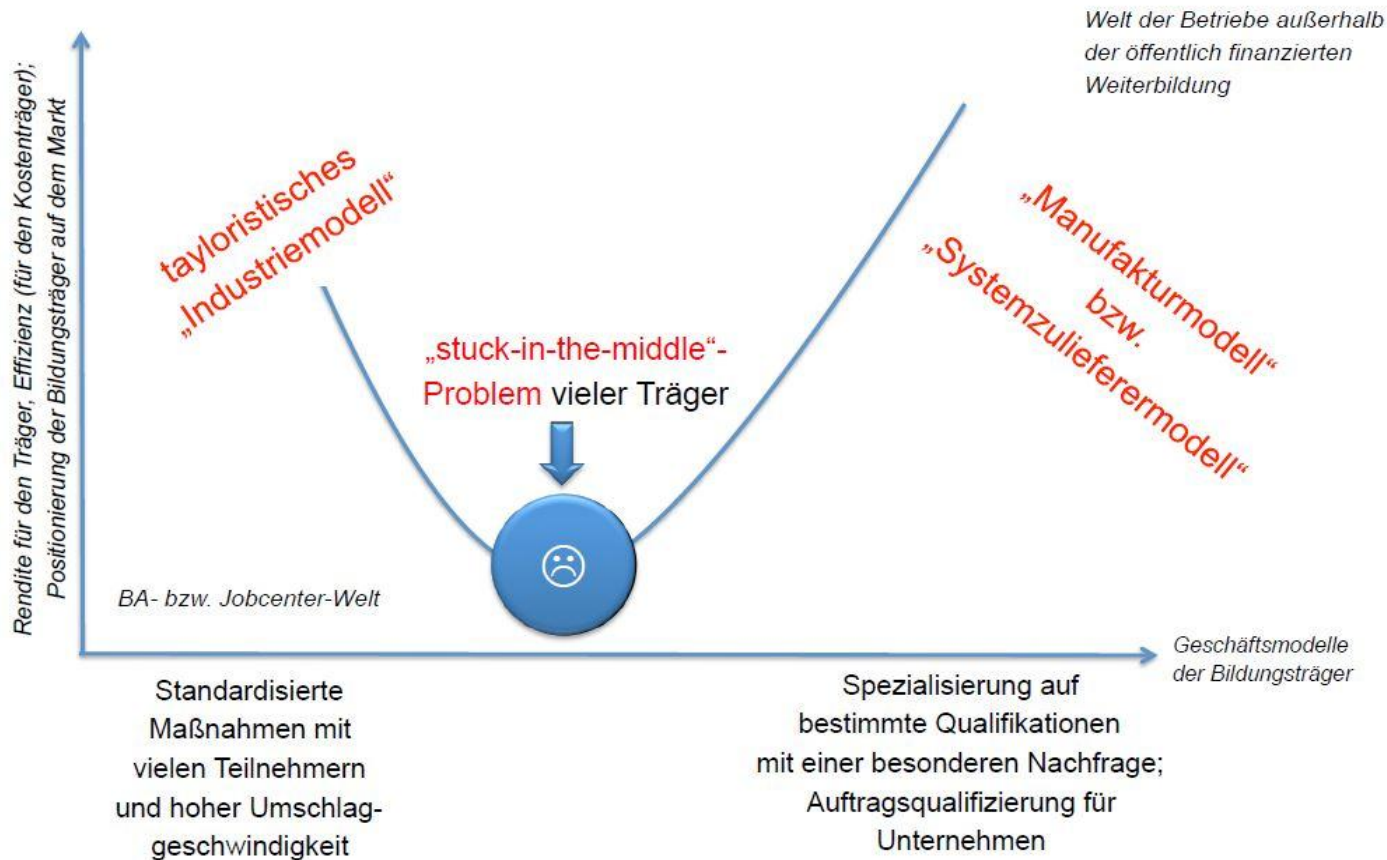 Welt der Betriebe außerhalb
der öffentlich finanzierten
Weiterbildung
Rendite für den Träger, Effizienz (für den Kostenträger);
Positionierung der Bildungsträger auf dem Markt
tayloristisches
„Industriemodell“
„Manufakturmodell“
bzw.
„Systemzulieferermodell“
„stuck-in-the-middle“-
Problem vieler Träger
BA- bzw. Jobcenter-Welt
Geschäftsmodelle
der Bildungsträger
Standardisierte
Maßnahmen mit
vielen Teilnehmern
und hoher Umschlag-
geschwindigkeit
Spezialisierung auf
bestimmte Qualifikationen
mit einer besonderen Nachfrage;
Auftragsqualifizierung für
Unternehmen